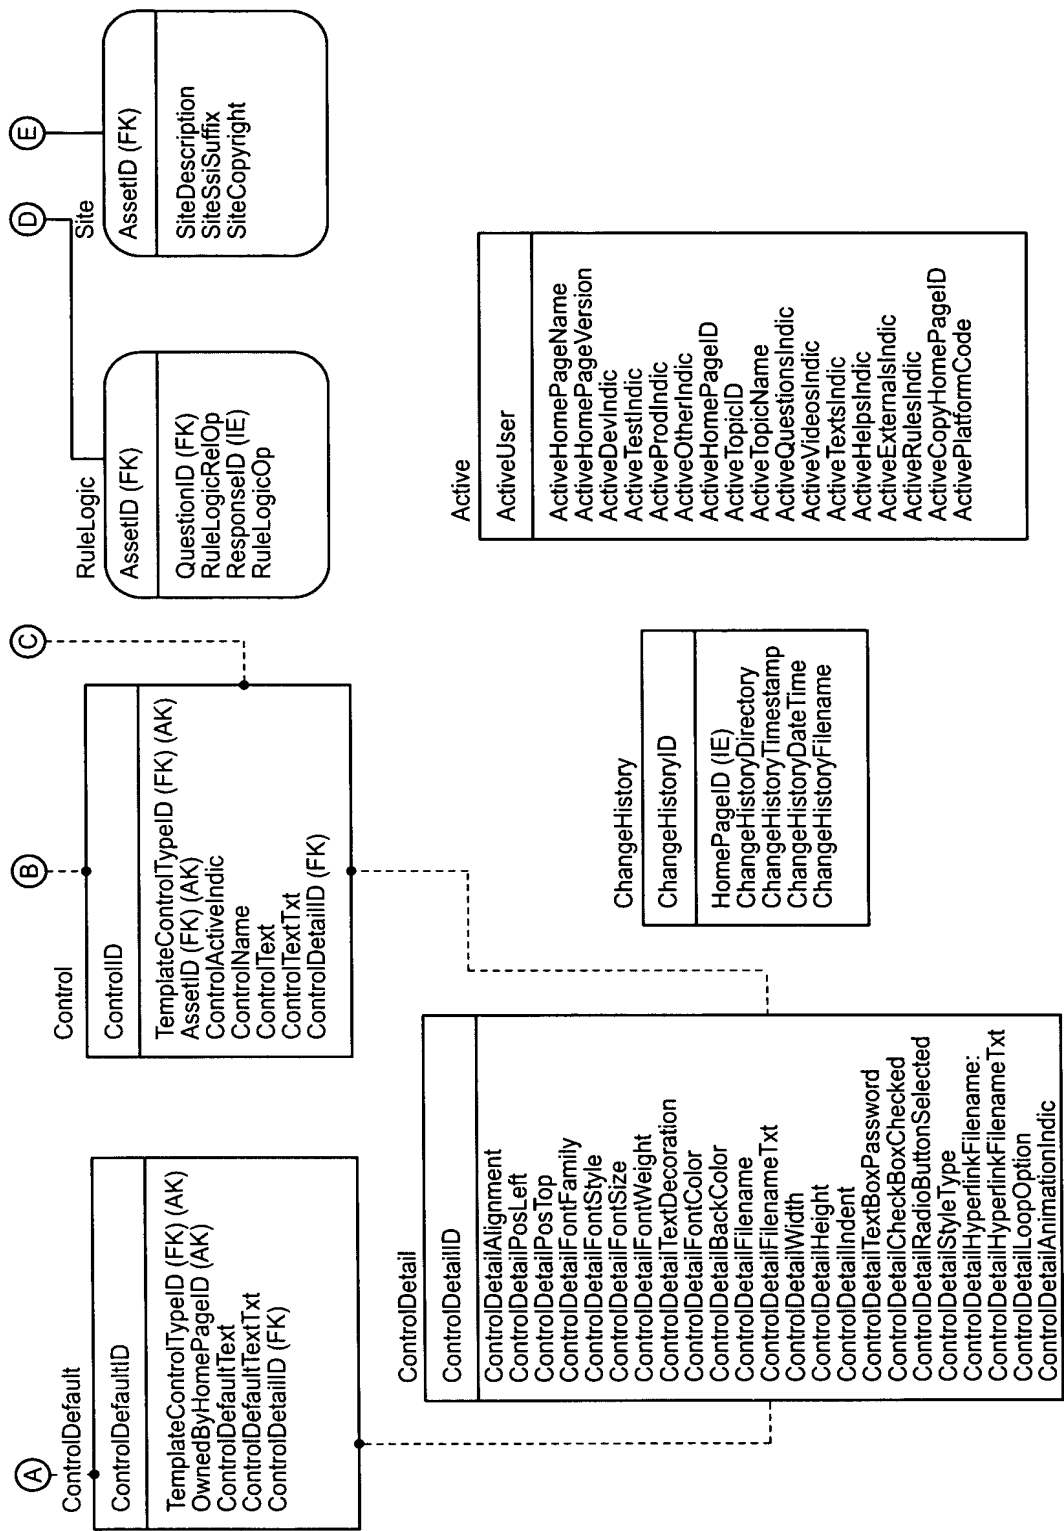 A
ControlDefault
ControlDefaultID
TemplateControlTypeID (FK) (AK)
OwnedByHomePageID (AK)
ControlDefaultText
ControlDefaultTextTxt
ControlDetailID (FK)
B
Control
ControlID
TemplateControlTypeID (FK) (AK)
AssetID (FK) (AK)
ControlActiveIndic
ControlName
ControlText
ControlTextTxt
ControlDetailID (FK)
C
RuleLogic
AssetID (FK)
QuestionID (FK)
RuleLogicRelOp
ResponseID (IE)
RuleLogicOp
D
E
Site
AssetID (FK)
SiteDescription
SiteSsiSuffix
SiteCopyright
ControlDetail
ControlDetailID
ControlDetailAlignment
ControlDetailPosLeft
ControlDetailPosTop
ControlDetailFontFamily
ControlDetailFontStyle
ControlDetailFontSize
ControlDetailFontWeight
ControlDetailTextDecoration
ControlDetailFontColor
ControlDetailBackColor
ControlDetailFilename
ControlDetailFilenameTxt
ControlDetailWidth
ControlDetailHeight
ControlDetailIndent
ControlDetailTextBoxPassword
ControlDetailCheckBoxChecked
ControlDetailRadioButtonSelected
ControlDetailStyleType
ControlDetailHyperlinkFilename:
ControlDetailHyperlinkFilenameTxt
ControlDetailLoopOption
ControlDetailAnimationIndic
ChangeHistory
ChangeHistoryID
HomePageID (IE)
ChangeHistoryDirectory
ChangeHistoryTimestamp
ChangeHistoryDateTime
ChangeHistoryFilename
Active
ActiveUser
ActiveHomePageName
ActiveHomePageVersion
ActiveDevIndic
ActiveTestIndic
ActiveProdIndic
ActiveOtherIndic
ActiveHomePageID
ActiveTopicID
ActiveTopicName
ActiveQuestionsIndic
ActiveVideosIndic
ActiveTextsIndic
ActiveHelpsIndic
ActiveExternalsIndic
ActiveRulesIndic
ActiveCopyHomePageID
ActivePlatformCode